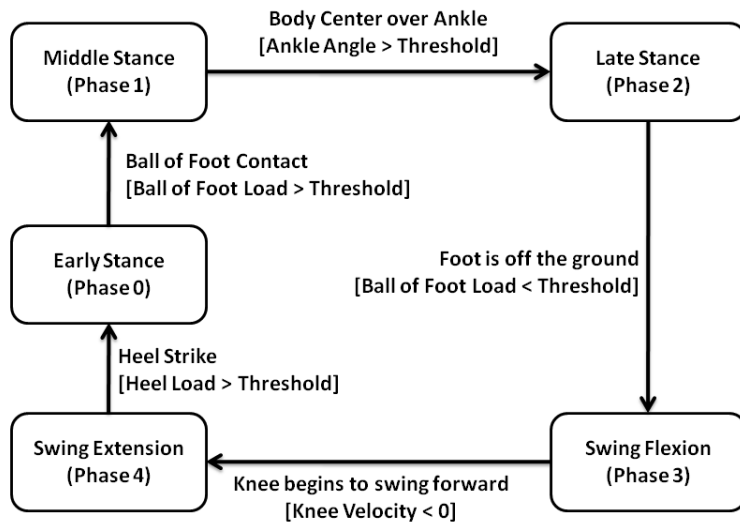 Body Center over Ankle
[Ankle Angle > Threshold]
Middle Stance
(Phase 1)
Late Stance
(Phase 2)
Ball of Foot Contact
[Ball of Foot Load > Threshold]
Early Stance
(Phase 0)
Foot is off the ground
[Ball of Foot Load < Threshold]
Heel Strike
[Heel Load > Threshold]
Swing Extension
(Phase 4)
Swing Flexion
(Phase 3)
Knee begins to swing forward
[Knee Velocity < 0]